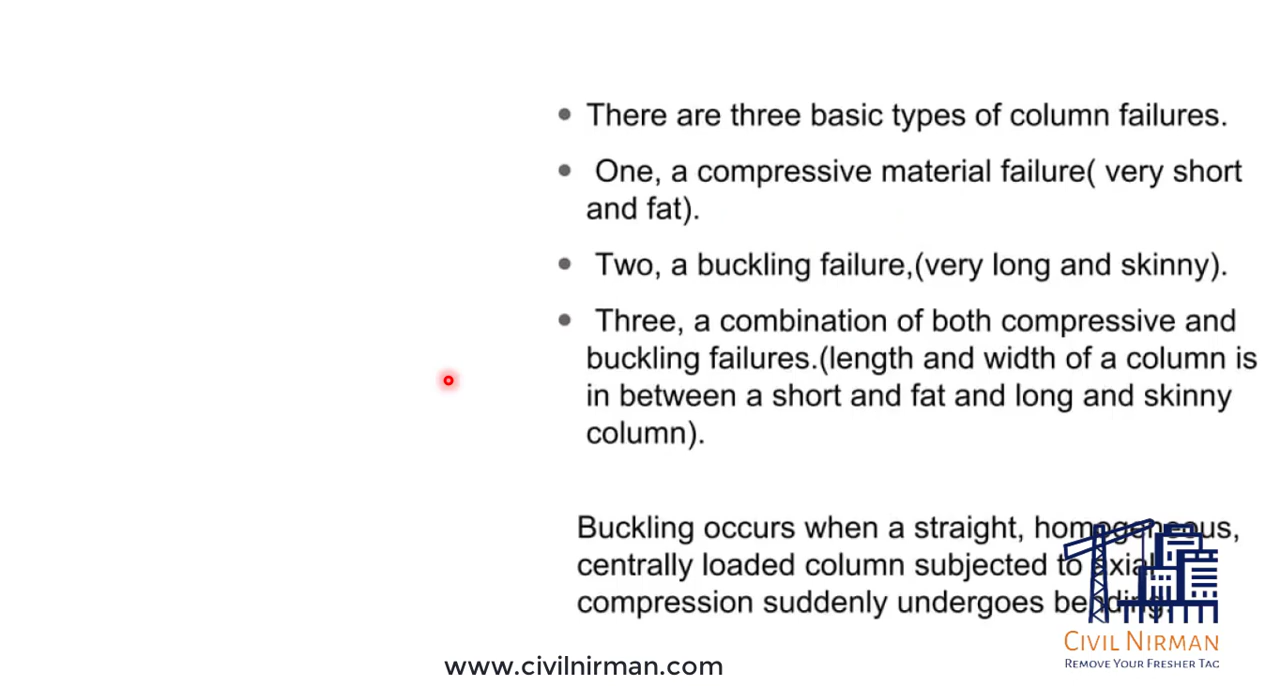 There are three basic types of column failures.
One, a compressive material failure( very short
and fat).
Two, a buckling failure,(very long and skinny).
Three, a combination of both compressive and
buckling failures.(length and width of a column is
in between a short and fat and long and skinny
column).
Buckling occurs when a straight, homogeneous,
centrally loaded column subjected to axial
compression suddenly undergoes bending.
CIVIL NIRMAN
REMOVE YOUR FRESHER TAG
www.civilnirman.com